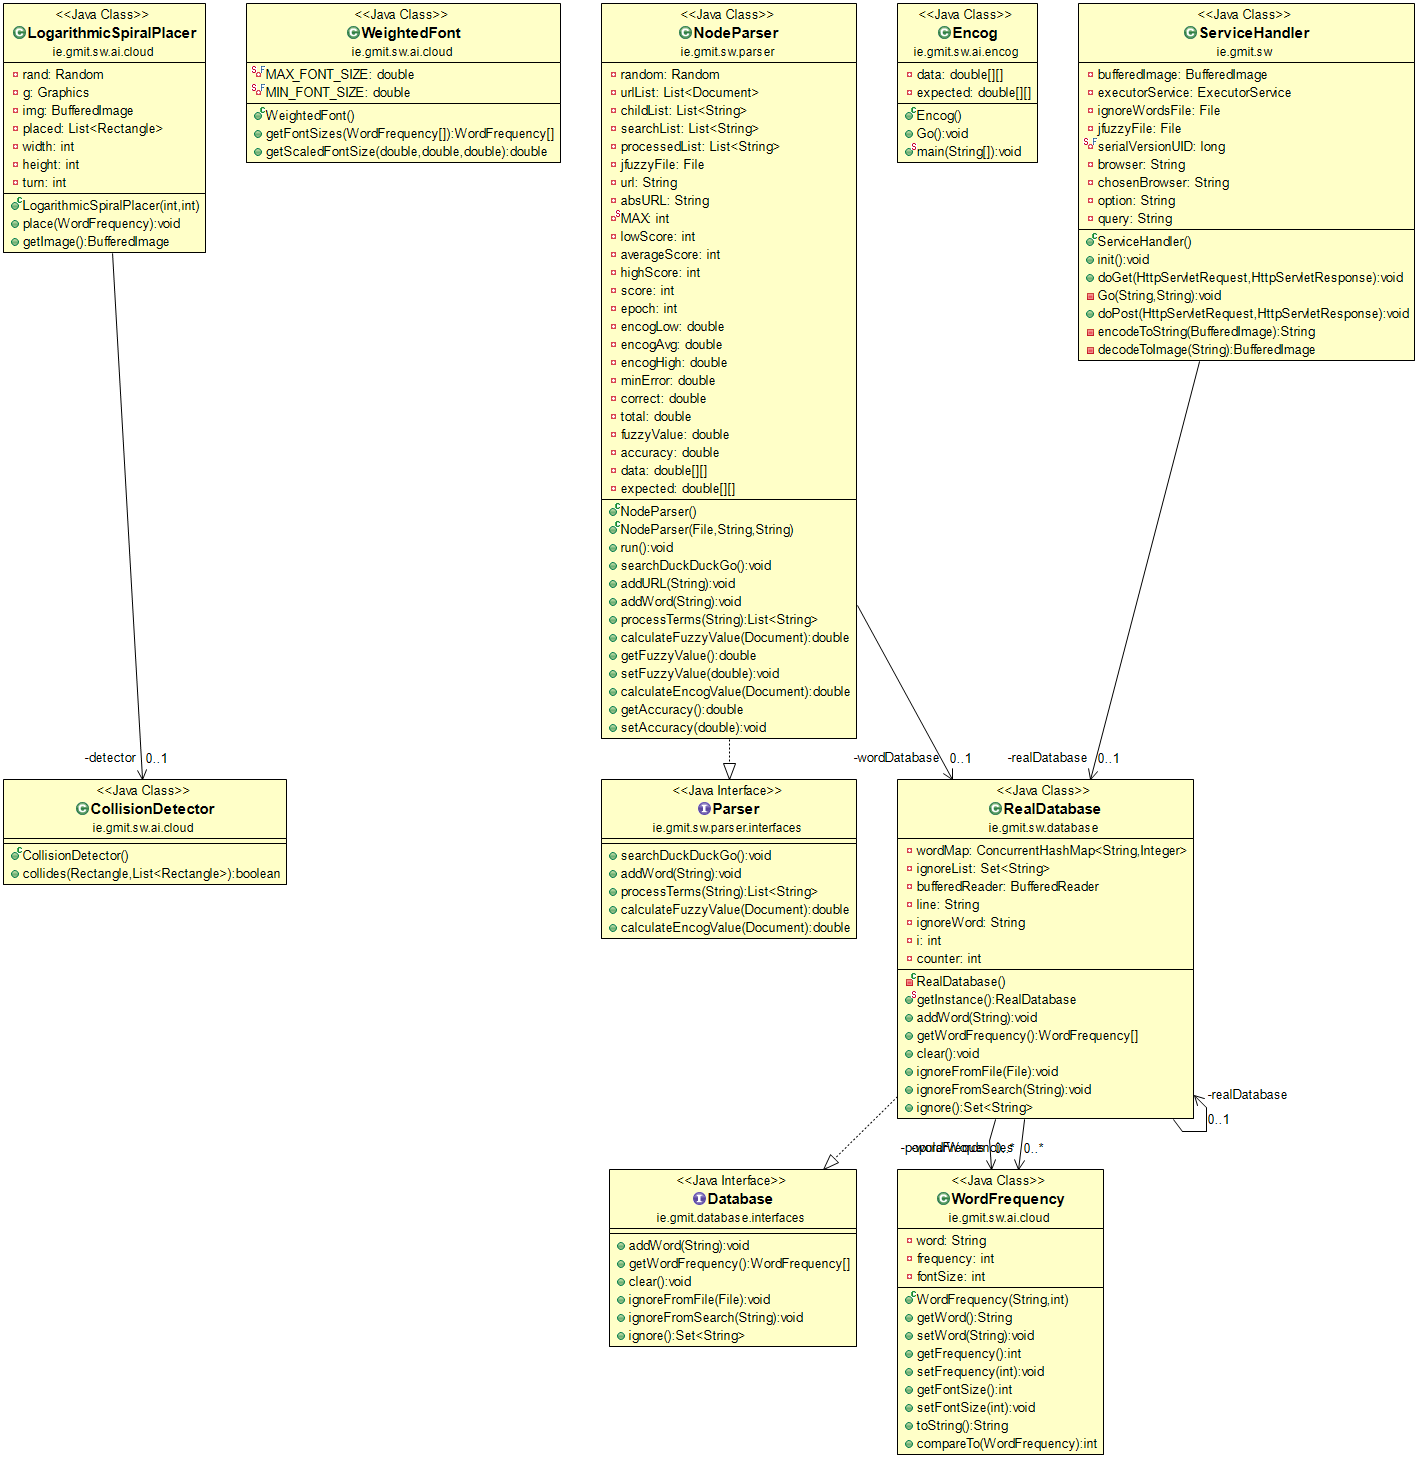 <<Java Class>>
LogarithmicSpiralPlacer
ie.gmit.sw.ai.cloud
rand: Random
g: Graphics
img: BufferedImage
placed: List<Rectangle>
width: int
height: int
turn: int
LogarithmicSpiralPlacer(int,int)
place(WordFrequency):void
getImage():BufferedImage
<<Java Class>>
WeightedFont
ie.gmit.sw.ai.cloud
MAX_FONT_SIZE: double
MIN_FONT_SIZE: double
WeightedFont()
getFontSizes(WordFrequency[]):WordFrequency[]
getScaledFontSize(double,double,double):double
<<Java Class>>
NodeParser
ie.gmit.sw.parser
random: Random
urlList: List<Document>
childList: List<String>
searchList: List<String>
processedList: List<String>
jfuzzyFile: File
url: String
absURL: String
MAX: int
lowScore: int
averageScore: int
highScore: int
score: int
epoch: int
encogLow: double
encogAvg: double
encogHigh: double
minError: double
correct: double
total: double
fuzzyValue: double
accuracy: double
data: double[][]
expected: double[][]
NodeParser()
NodeParser(File,String,String)
run():void
searchDuckDuckGo():void
addURL(String):void
addWord(String):void
processTerms(String):List<String>
calculateFuzzyValue(Document):double
getFuzzyValue():double
setFuzzyValue(double):void
calculateEncogValue(Document):double
getAccuracy():double
setAccuracy(double):void
<<Java Class>>
Encog
ie.gmit.sw.ai.encog
data: double[][]
expected: double[][]
Encog()
Go():void
main(String[]):void
<<Java Class>>
ServiceHandler
ie.gmit.sw
bufferedImage: BufferedImage
executorService: ExecutorService
ignoreWordsFile: File
jfuzzyFile: File
serialVersionUID: long
browser: String
chosenBrowser: String
option: String
query: String
ServiceHandler()
init():void
doGet(HttpServletRequest,HttpServletResponse):void
Go(String,String):void
doPost(HttpServletRequest,HttpServletResponse):void
encodeToString(BufferedImage):String
decodeToImage(String):BufferedImage
-detector 0..1
-wordDatabase 0..1
-realDatabase 0..1
<<Java Class>>
CollisionDetector
ie.gmit.sw.ai.cloud
CollisionDetector()
collides(Rectangle,List<Rectangle>):boolean
<<Java Interface>>
Parser
ie.gmit.sw.parser.interfaces
searchDuckDuckGo():void
addWord(String):void
processTerms(String):List<String>
calculateFuzzyValue(Document):double
calculateEncogValue(Document):double
<<Java Class>>
RealDatabase
ie.gmit.sw.database
wordMap: ConcurrentHashMap<String,Integer>
ignoreList: Set<String>
bufferedReader: BufferedReader
line: String
ignoreWord: String
i: int
counter: int
RealDatabase()
getInstance():RealDatabase
addWord(String):void
getWordFrequency():WordFrequency[]
clear():void
ignoreFromFile(File):void
ignoreFromSearch(String):void
ignore():Set<String>
-realDatabase
0..1
0..*
0..*
<<Java Interface>>
Database
ie.gmit.database.interfaces
addWord(String):void
getWordFrequency():WordFrequency[]
clear():void
ignoreFromFile(File):void
ignoreFromSearch(String):void
ignore():Set<String>
<<Java Class>>
WordFrequency
ie.gmit.sw.ai.cloud
word: String
frequency: int
fontSize: int
WordFrequency(String,int)
getWord():String
setWord(String):void
getFrequency():int
setFrequency(int):void
getFontSize():int
setFontSize(int):void
toString():String
compareTo(WordFrequency):int